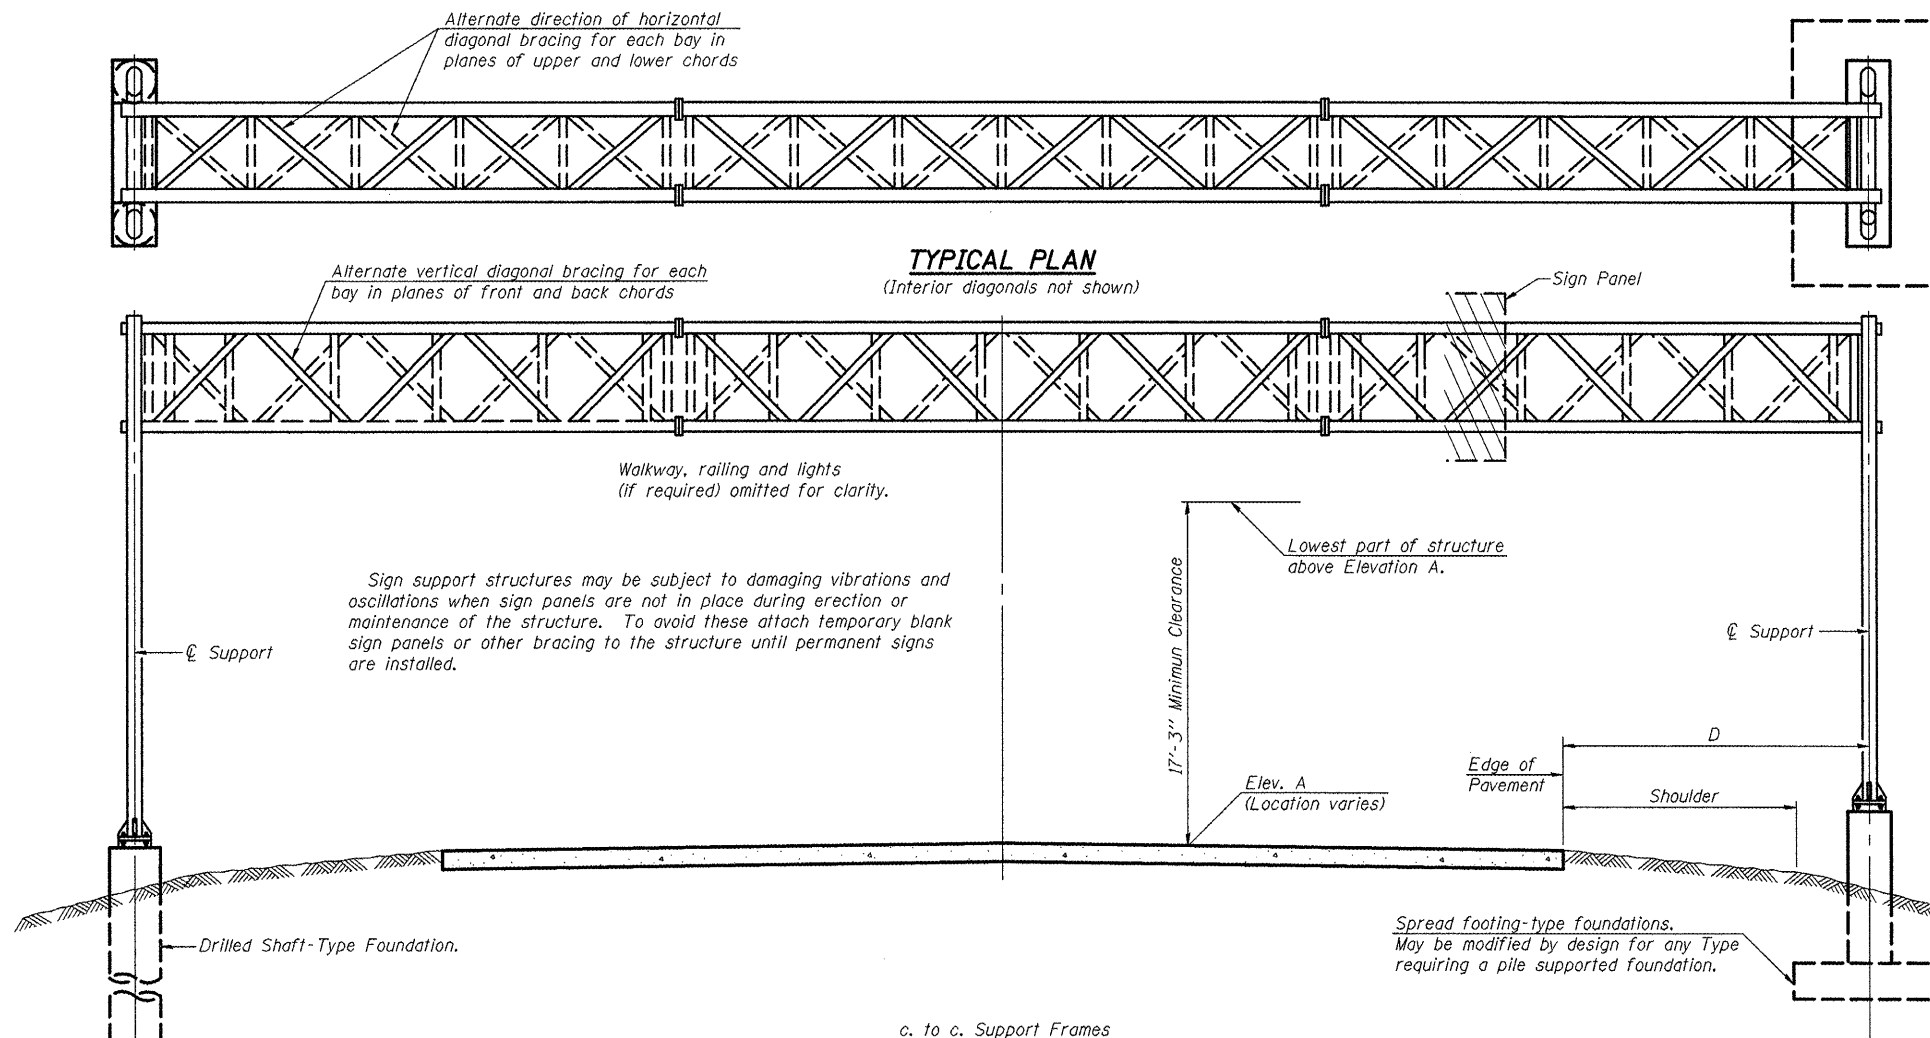 Alternate direction of horizontal
diagonal bracing for each bay in
planes of upper and lower chords
TYPICAL PLAN
(Interior diagonals not shown)
Alternate vertical diagonal bracing for each
bay in planes of front and back chords
Sign Panel
Walkway, railing and lights
(if required) omitted for clarity.
Lowest part of structure
above Elevation A.
17'-3" Minimun Clearance
Sign support structures may be subject to damaging vibrations and
oscillations when sign panels are not in place during erection or
maintenance of the structure. To avoid these attach temporary blank
sign panels or other bracing to the structure until permanent signs
are installed.
℄ Support
℄ Support
D
Edge of
Pavement
Shoulder
Elev. A
(Location varies)
Drilled Shaft-Type Foundation.
Spread footing-type foundations.
May be modified by design for any Type
requiring a pile supported foundation.
c. to c. Support Frames